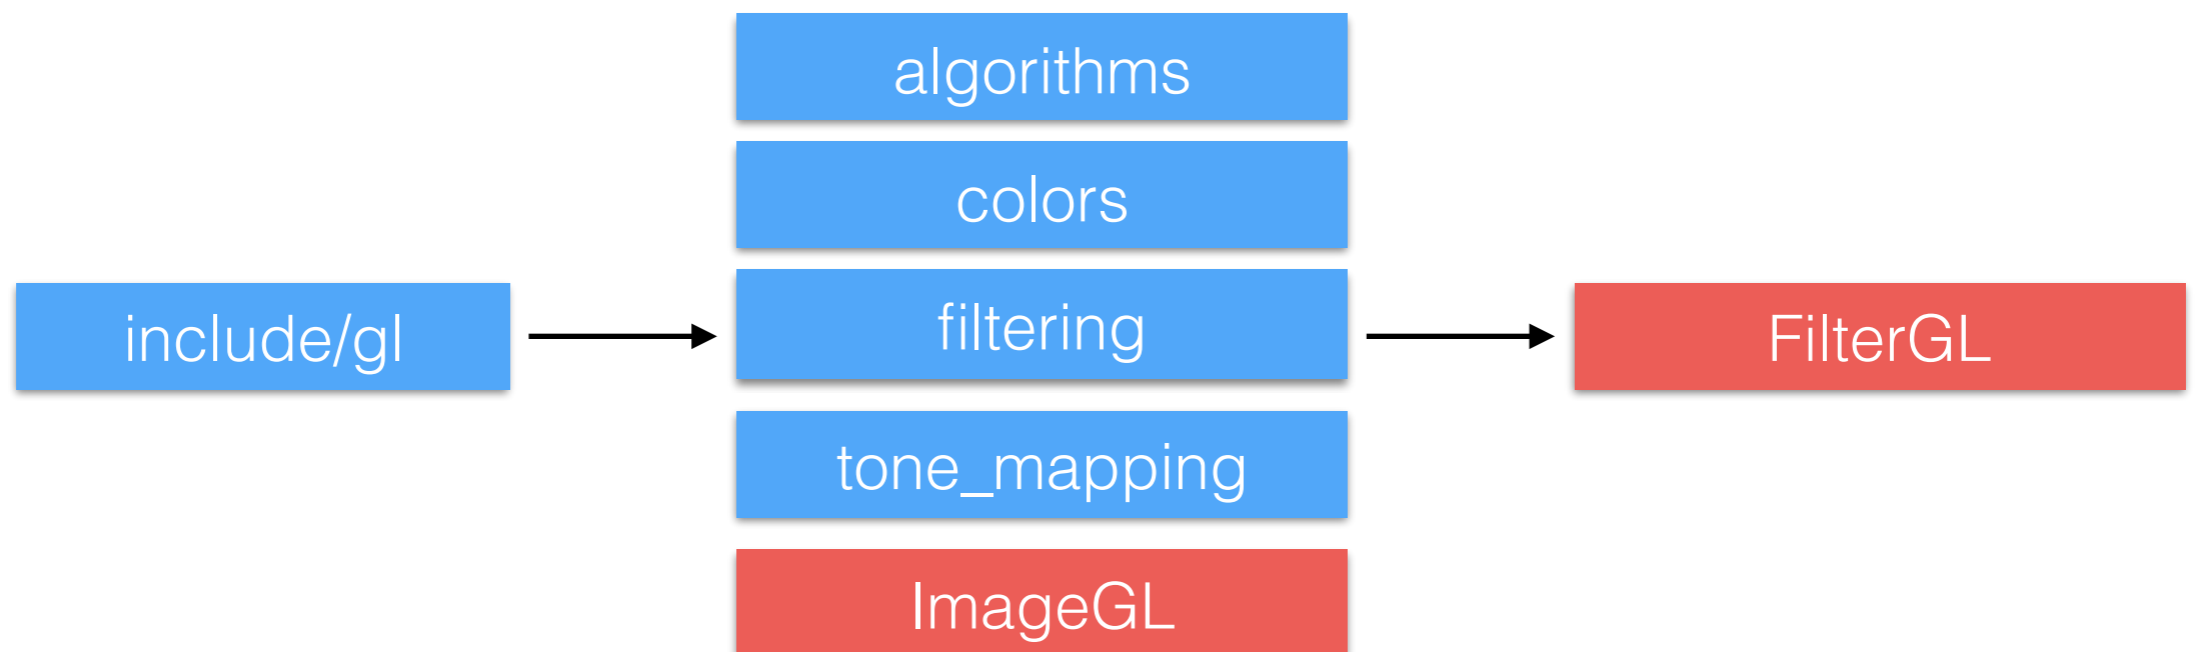 include/gl
algorithms
colors
filtering
tone_mapping
ImageGL
FilterGL